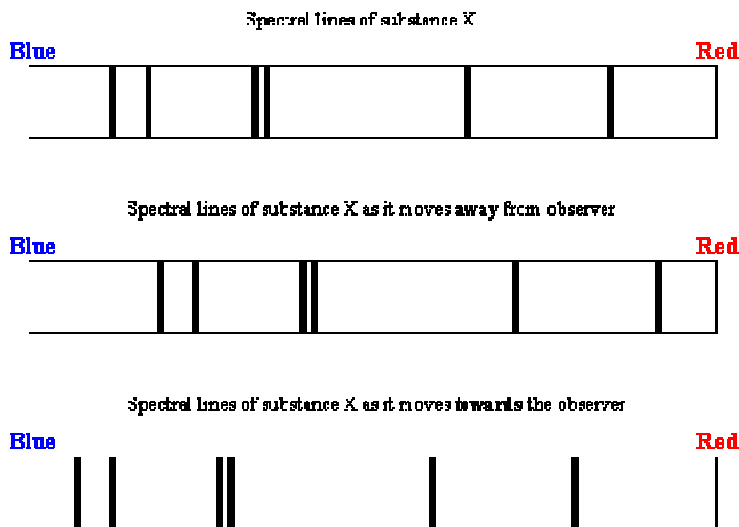 Spectral lines of substance X
Blue Red
Spectral lines of substance X as it moves away from observer
Blue Red
Spectral lines of substance X as it moves towards the observer
Blue Red